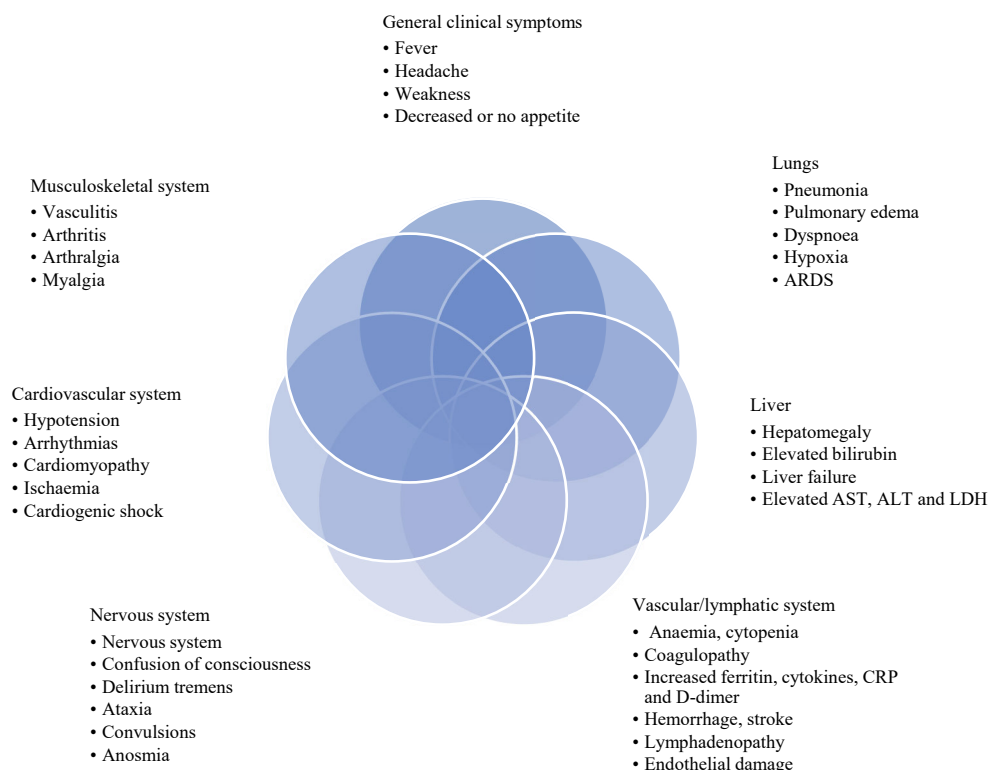 General clinical symptoms
• Fever
• Headache
• Weakness
• Decreased or no appetite
Lungs
• Pneumonia
• Pulmonary edema
• Dyspnoea
• Hypoxia
• ARDS
Liver
• Hepatomegaly
• Elevated bilirubin
• Liver failure
• Elevated AST, ALT and LDH
Vascular/lymphatic system
• Anaemia, cytopenia
• Coagulopathy
• Increased ferritin, cytokines, CRP
and D-dimer
• Hemorrhage, stroke
• Lymphadenopathy
• Endothelial damage
Nervous system
• Nervous system
• Confusion of consciousness
• Delirium tremens
• Ataxia
• Convulsions
• Anosmia
Cardiovascular system
• Hypotension
• Arrhythmias
• Cardiomyopathy
• Ischaemia
• Cardiogenic shock
Musculoskeletal system
• Vasculitis
• Arthritis
• Arthralgia
• Myalgia